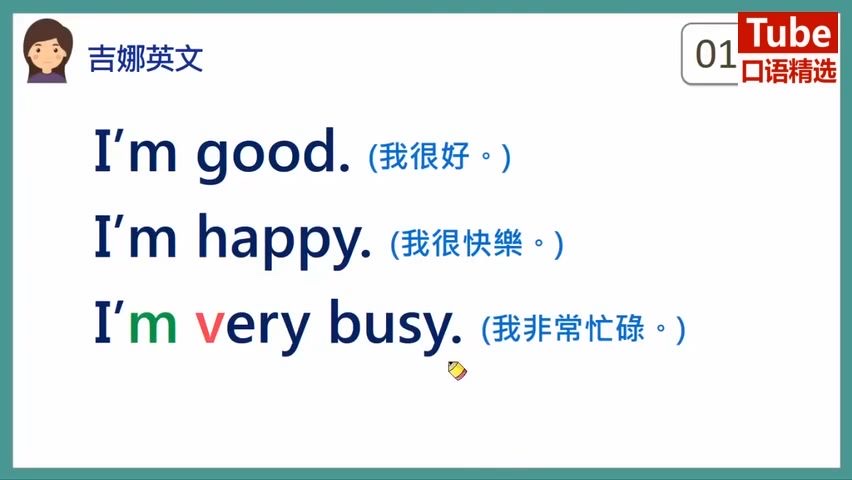 吉娜英文
01
Tube
口语精选
I'm good. (我很好。)
I'm happy. (我很快樂。)
I'm very busy. (我非常忙碌。)